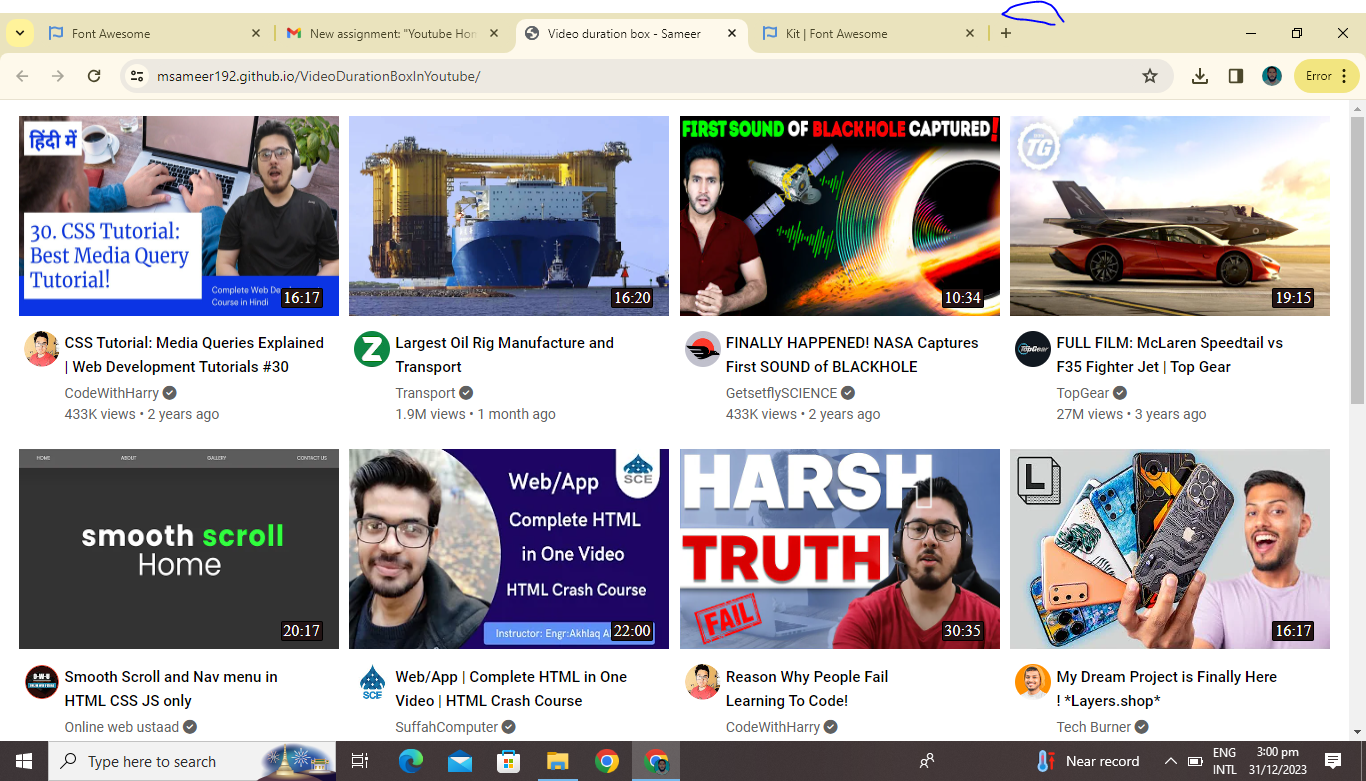 Font Awesome
New assignment: "Youtube Hom
Video duration box - Sameer
Kit | Font Awesome
msameer192.github.io/VideoDurationBoxInYoutube/
Error
हिंदी में
30. CSS Tutorial:
Best Media Query
Tutorial!
Complete Web De
Course in Hindi
16:17
16:20
FIRST SOUND OF BLACKHOLE CAPTURED!
10:34
TG
19:15
CSS Tutorial: Media Queries Explained
| Web Development Tutorials #30
CodeWithHarry
433K views • 2 years ago
Z
Largest Oil Rig Manufacture and
Transport
Transport
1.9M views • 1 month ago
FINALLY HAPPENED! NASA Captures
First SOUND of BLACKHOLE
GetsetflySCIENCE
433K views • 2 years ago
TopGear
FULL FILM: McLaren Speedtail vs
F35 Fighter Jet | Top Gear
TopGear
27M views • 3 years ago
HOME
ABOUT
GALLERY
CONTACT US
smooth scroll
Home
20:17
SCE
Web/App
Complete HTML
in One Video
HTML Crash Course
Instructor: Engr:Akhlaq A
22:00
HARSH
TRUTH
FAIL
30:35
L
16:17
Smooth Scroll and Nav menu in
HTML CSS JS only
Online web ustaad
SCE
Web/App | Complete HTML in One
Video | HTML Crash Course
SuffahComputer
Reason Why People Fail
Learning To Code!
CodeWithHarry
My Dream Project is Finally Here
! *Layers.shop*
Tech Burner
Type here to search
Near record
ENG
INTL
3:00 pm
31/12/2023